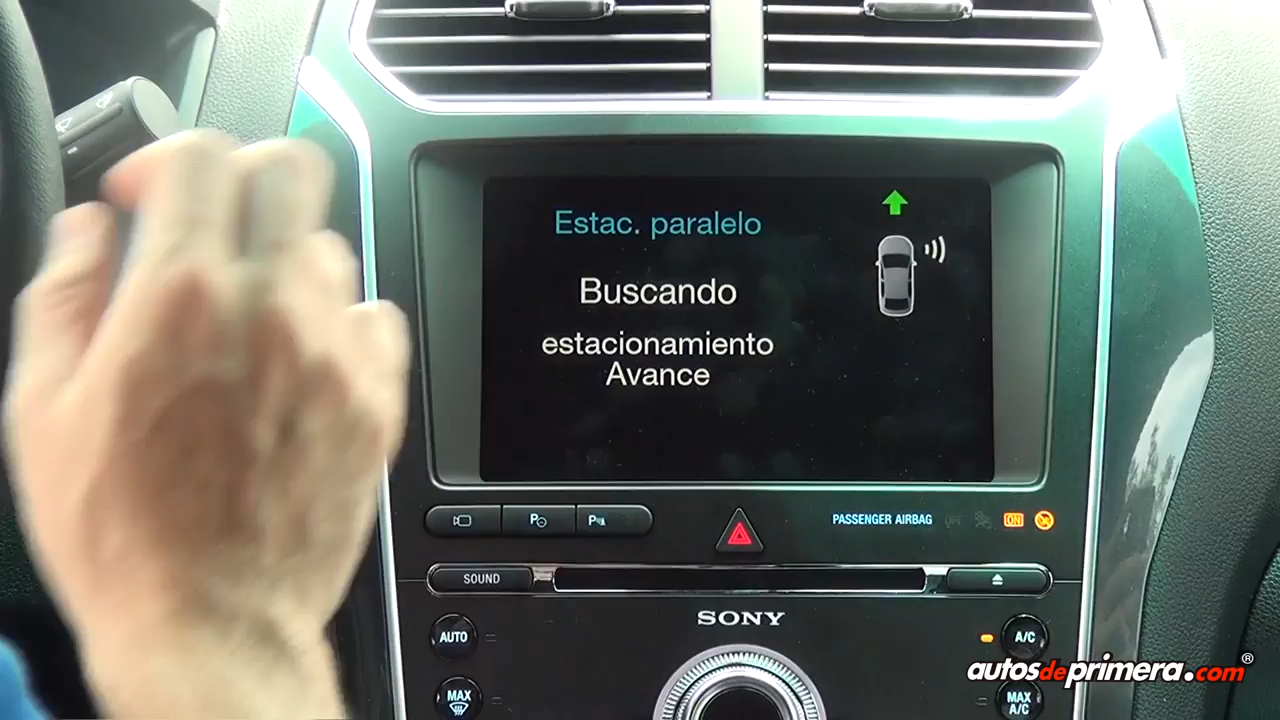 Estac. paralelo
Buscando
estacionamiento
Avance
PASSENGER AIRBAG
ON
SOUND
SONY
AUTO
A/C
MAX
MAX
A/C
autosdeprimera.com®